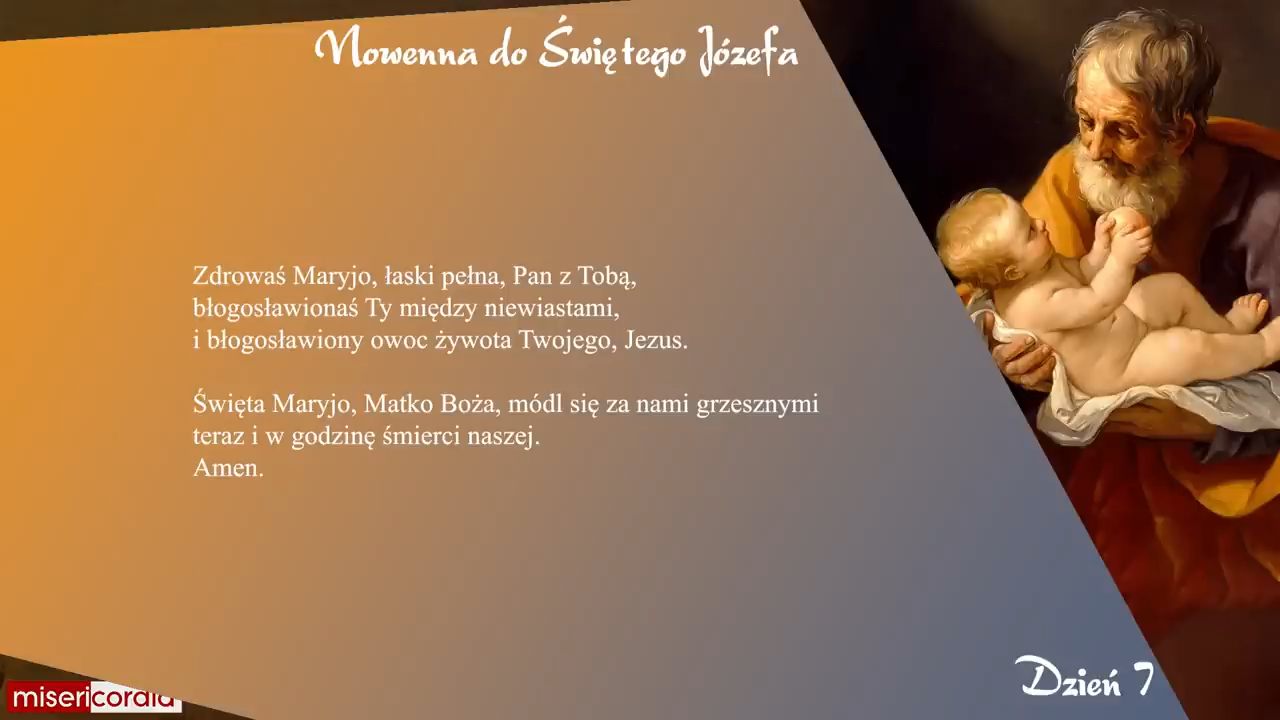 Nowenna do Świętego Józefa
Zdrowaś Maryjo, łaski pełna, Pan z Tobą,
błogosławionaś Ty między niewiastami,
i błogosławiony owoc żywota Twojego, Jezus.
Święta Maryjo, Matko Boża, módl się za nami grzesznymi
teraz i w godzinę śmierci naszej.
Amen.
Dzień 7
misericordia